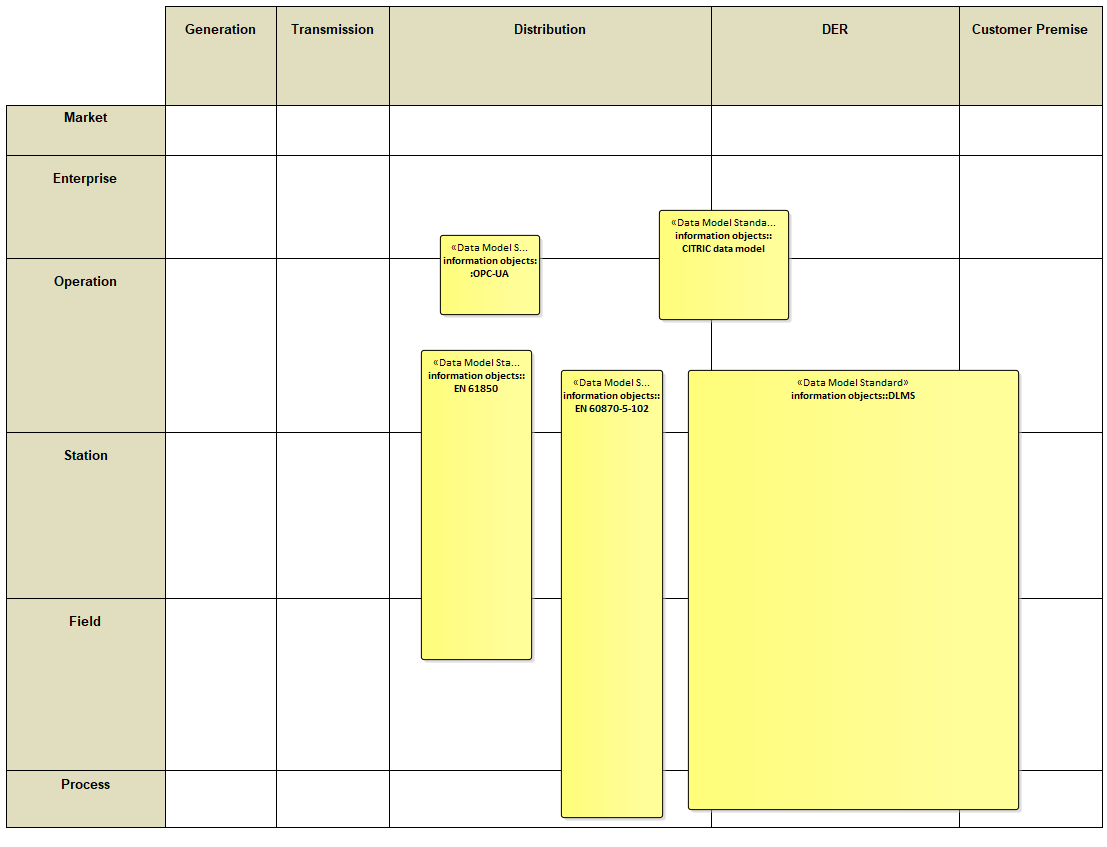 Generation
Transmission
Distribution
DER
Customer Premise
Market
Enterprise
«Data Model Standa...
information objects::
CITRIC data model
«Data Model S...
information objects:
:OPC-UA
Operation
«Data Model Sta...
information objects::
EN 61850
«Data Model S...
information objects::
EN 60870-5-102
«Data Model Standard»
information objects::DLMS
Station
Field
Process